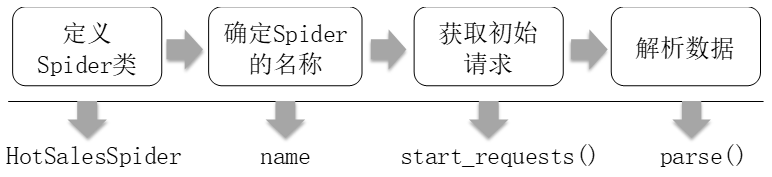 定义
Spider类
确定Spider
的名称
获取初始
请求
解析数据
HotSalesSpider
name
start_requests()
parse()